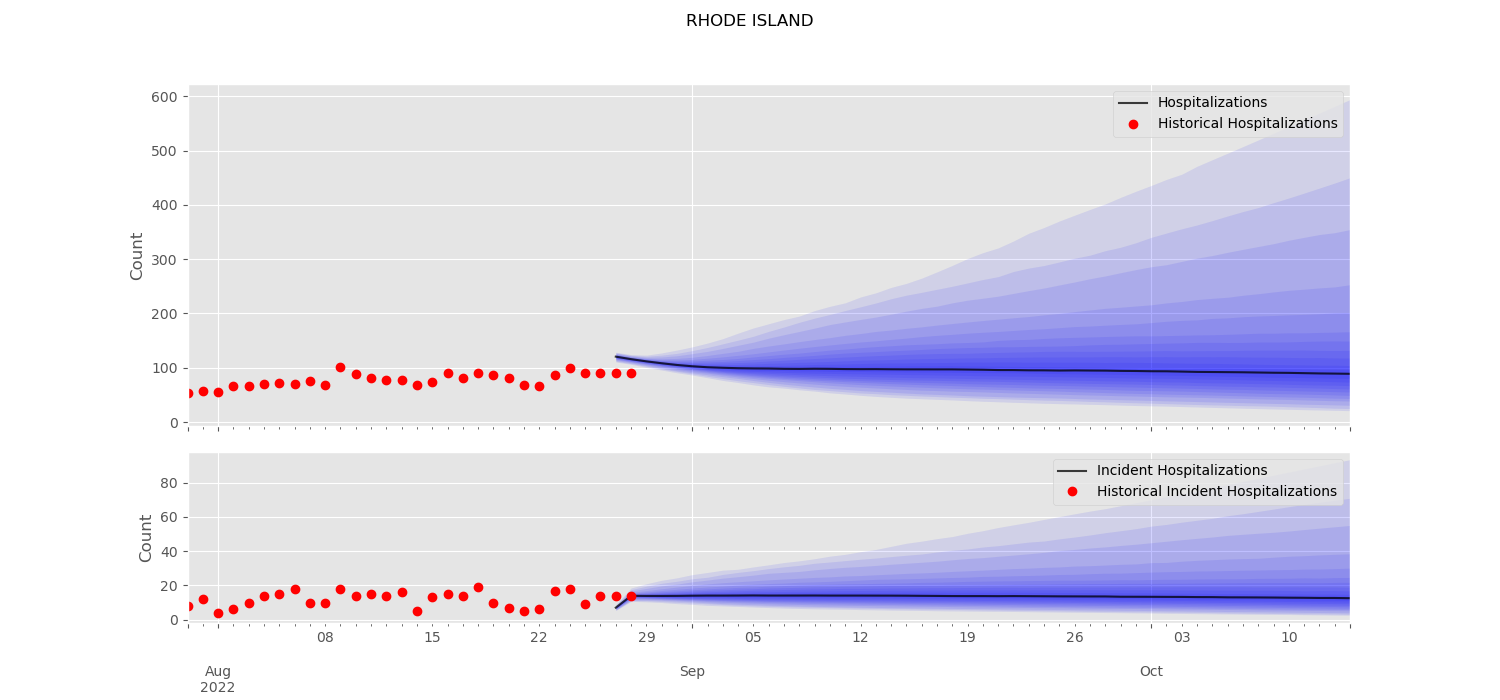 RHODE ISLAND
600
500
400
300
200
100
0
Count
Hospitalizations
Historical Hospitalizations
80
60
40
20
0
Count
Incident Hospitalizations
Historical Incident Hospitalizations
08 15 22 29 05 12 19 26 03 10
Aug Sep Oct
2022